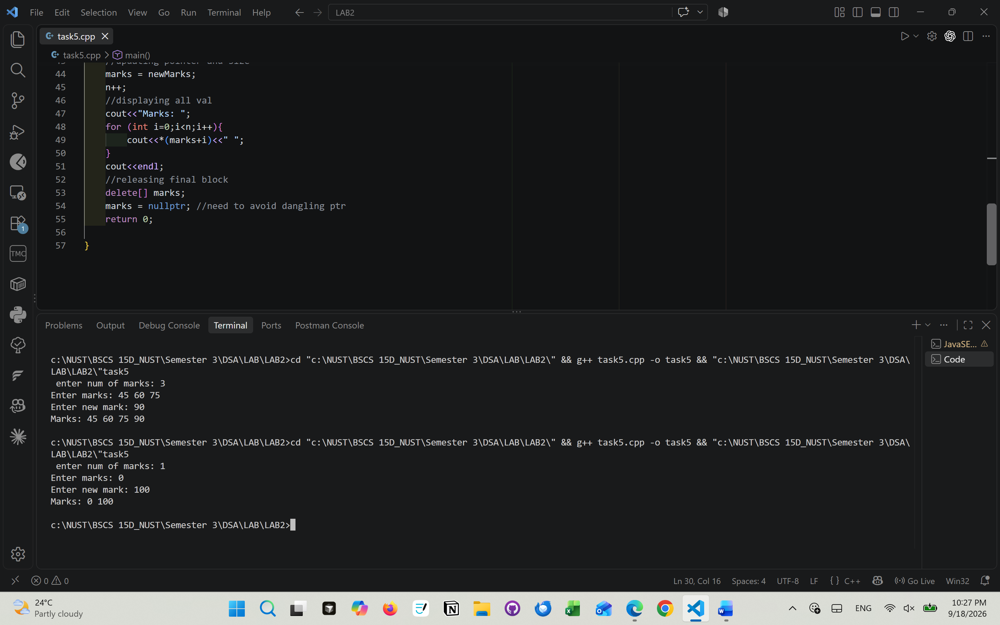 File Edit Selection View Go Run Terminal Help LAB2
task5.cpp
task5.cpp > main()
43 //updating pointer and size
44 marks = newMarks;
45 n++;
46 //displaying all val
47 cout<<"Marks: ";
48 for (int i=0;i<n;i++){
49 cout<<*(marks+i)<<" ";
50 }
51 cout<<endl;
52 //releasing final block
53 delete[] marks;
54 marks = nullptr; //need to avoid dangling ptr
55 return 0;
56
57 }
1
TMC
Problems Output Debug Console Terminal Ports Postman Console
JavaSE...
Code
c:\NUST\BSCS 15D_NUST\Semester 3\DSA\LAB\LAB2>cd "c:\NUST\BSCS 15D_NUST\Semester 3\DSA\LAB\LAB2\" && g++ task5.cpp -o task5 && "c:\NUST\BSCS 15D_NUST\Semester 3\DSA\
LAB\LAB2\"task5
enter num of marks: 3
Enter marks: 45 60 75
Enter new mark: 90
Marks: 45 60 75 90
c:\NUST\BSCS 15D_NUST\Semester 3\DSA\LAB\LAB2>cd "c:\NUST\BSCS 15D_NUST\Semester 3\DSA\LAB\LAB2\" && g++ task5.cpp -o task5 && "c:\NUST\BSCS 15D_NUST\Semester 3\DSA\
LAB\LAB2\"task5
enter num of marks: 1
Enter marks: 0
Enter new mark: 100
Marks: 0 100
c:\NUST\BSCS 15D_NUST\Semester 3\DSA\LAB\LAB2>
0 0 Ln 30, Col 16 Spaces: 4 UTF-8 LF { } C++ Go Live Win32
24°C
Partly cloudy
ENG
10:27 PM
9/18/2026